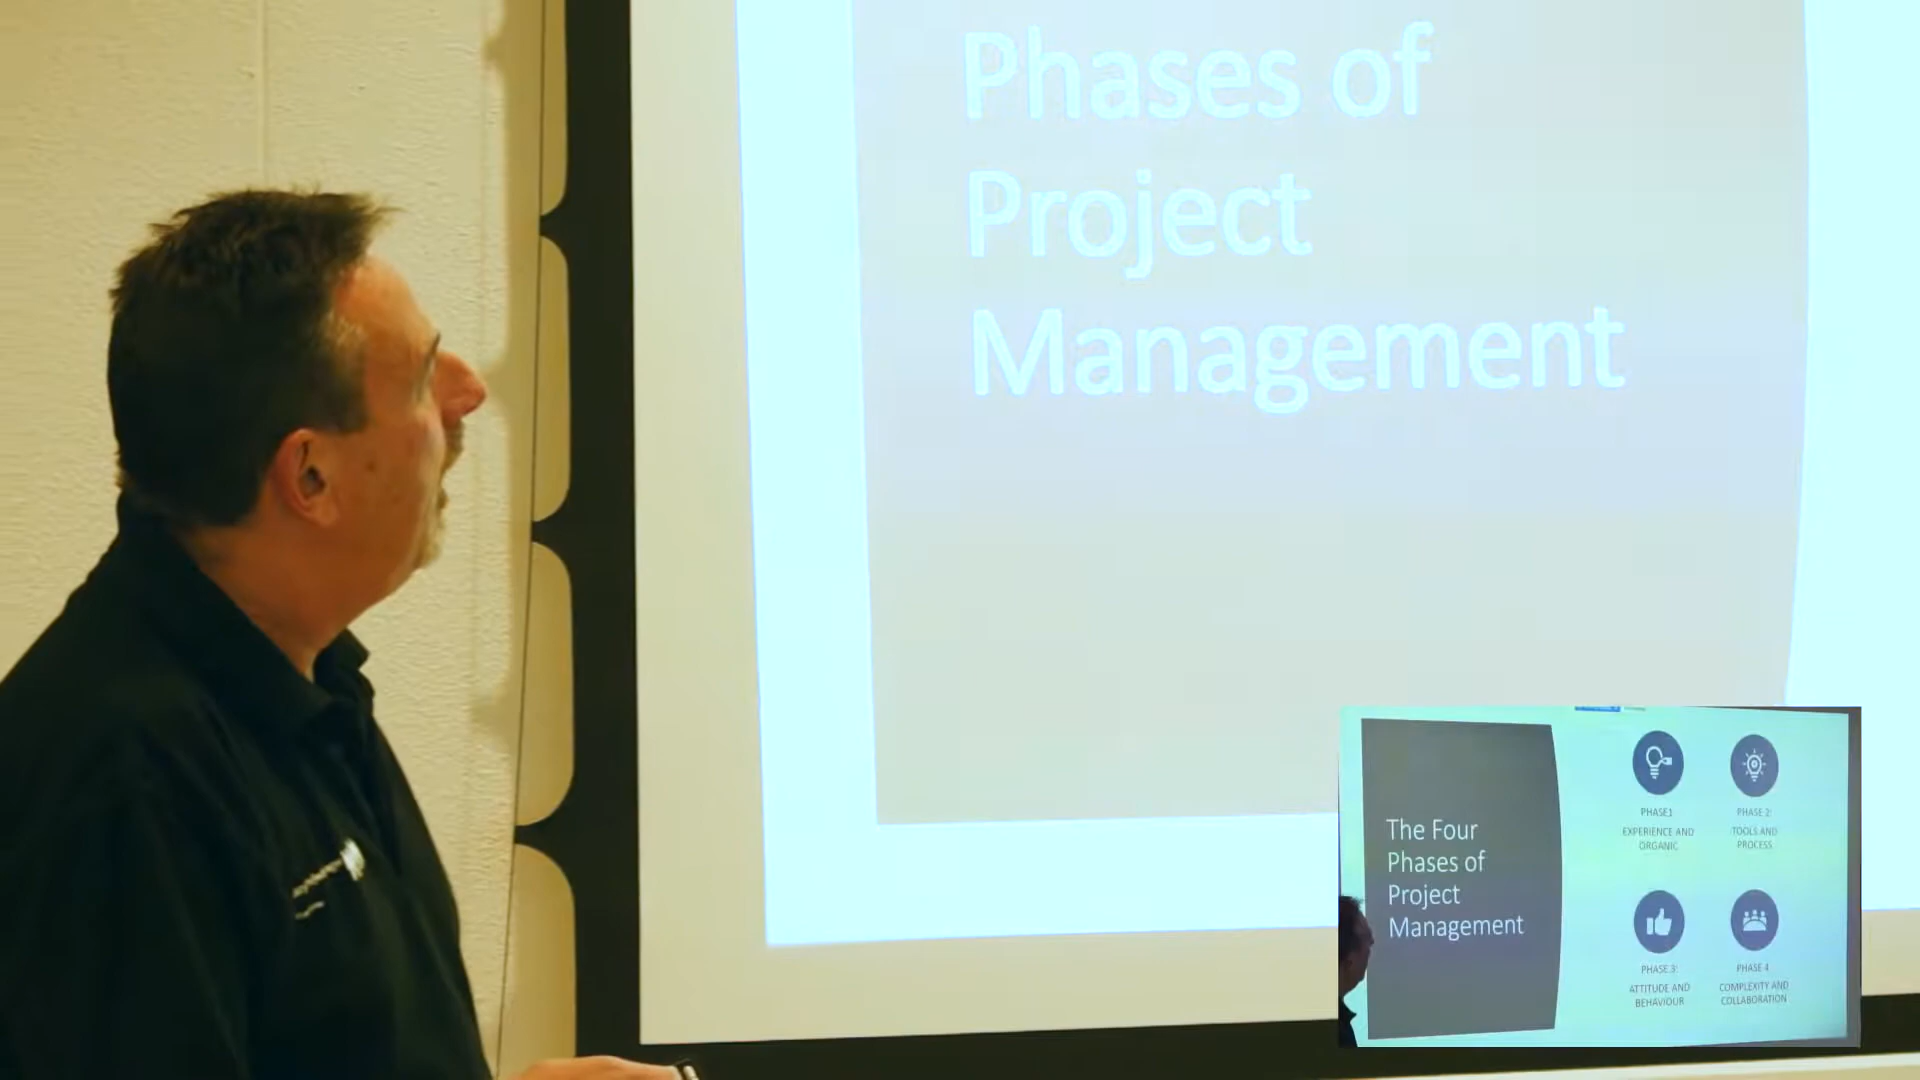 Phases of
Project
Management
The Four
Phases of
Project
Management
PHASE1
EXPERIENCE AND
ORGANIC
PHASE 2:
TOOLS AND
PROCESS
PHASE 3:
ATTITUDE AND
BEHAVIOUR
PHASE 4
COMPLEXITY AND
COLLABORATION